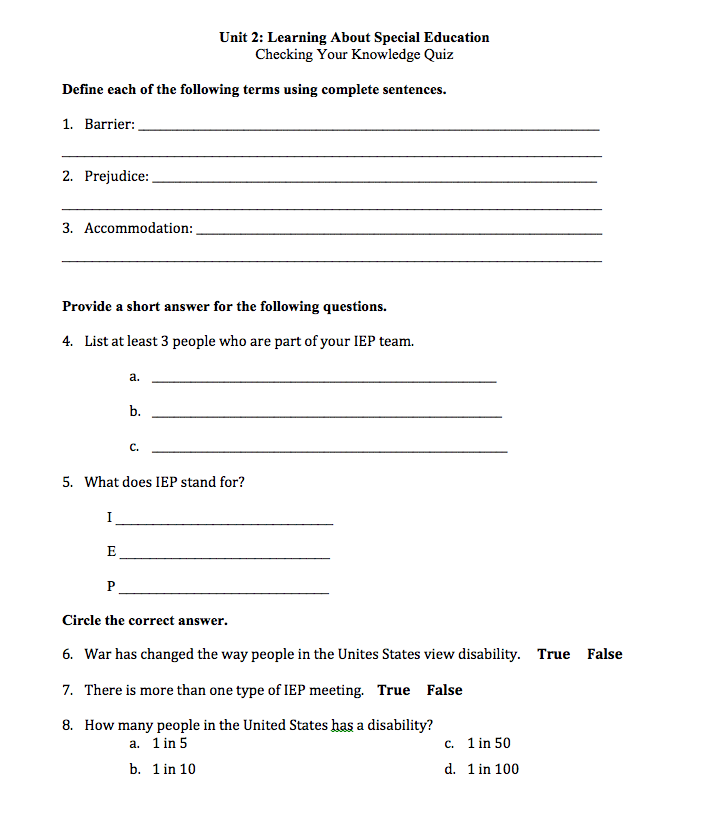 Unit 2: Learning About Special Education
Checking Your Knowledge Quiz
Define each of the following terms using complete sentences.
1. Barrier:
2. Prejudice:
3. Accommodation:
Provide a short answer for the following questions.
4. List at least 3 people who are part of your IEP team.
a.
b.
c.
5. What does IEP stand for?
I
E
P
Circle the correct answer.
6. War has changed the way people in the Unites States view disability. True False
7. There is more than one type of IEP meeting. True False
8. How many people in the United States has a disability?
a. 1 in 5 c. 1 in 50
b. 1 in 10 d. 1 in 100